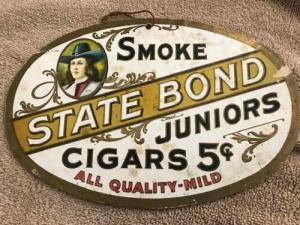 SMOKE
STATE BOND
JUNIORS
CIGARS 5¢
ALL QUALITY-MILD